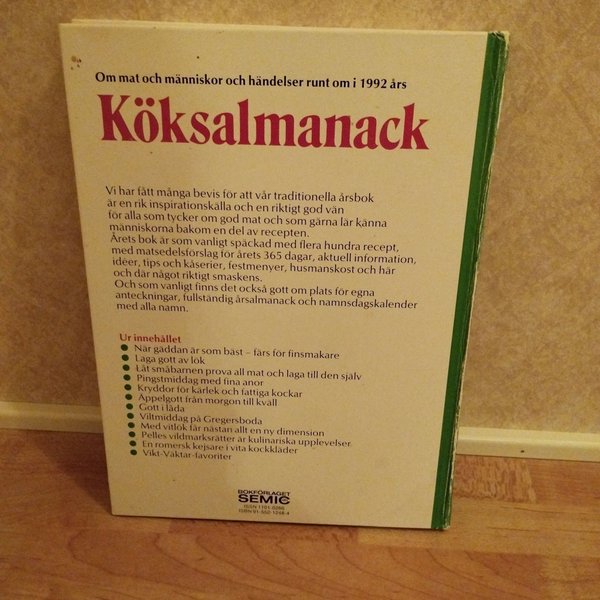 Om mat och människor och händelser runt om i 1992 års
Köksalmanack
Vi har fått många bevis för att vår traditionella årsbok
är en rik inspirationskälla och en riktigt god vän
för alla som tycker om god mat och som gärna lär känna
människorna bakom en del av recepten.
Årets bok är som vanligt späckad med flera hundra recept,
med matsedelsförslag för årets 365 dagar, aktuell information,
idéer, tips och kåserier, festmenyer, husmanskost och här
och där något riktigt smaskens.
Och som vanligt finns det också gott om plats för egna
anteckningar, fullständig årsalmanack och namnsdagskalender
med alla namn.
Ur innehållet
När gäddan är som bäst – färs för finsmakare
Laga gott av lök
Låt småbarnen prova all mat och laga till den själv
Pingstmiddag med fina anor
Kryddor för kärlek och fattiga kockar
Äppelgott från morgon till kväll
Gott i låda
Viltmiddag på Gregersboda
Med vitlök får nästan allt en ny dimension
Pelles vildmarksrätter är kulinariska upplevelser
En romersk kejsare i vita kockkläder
Vikt-Väktar-favoriter
BOKFÖRLAGET
SEMIC